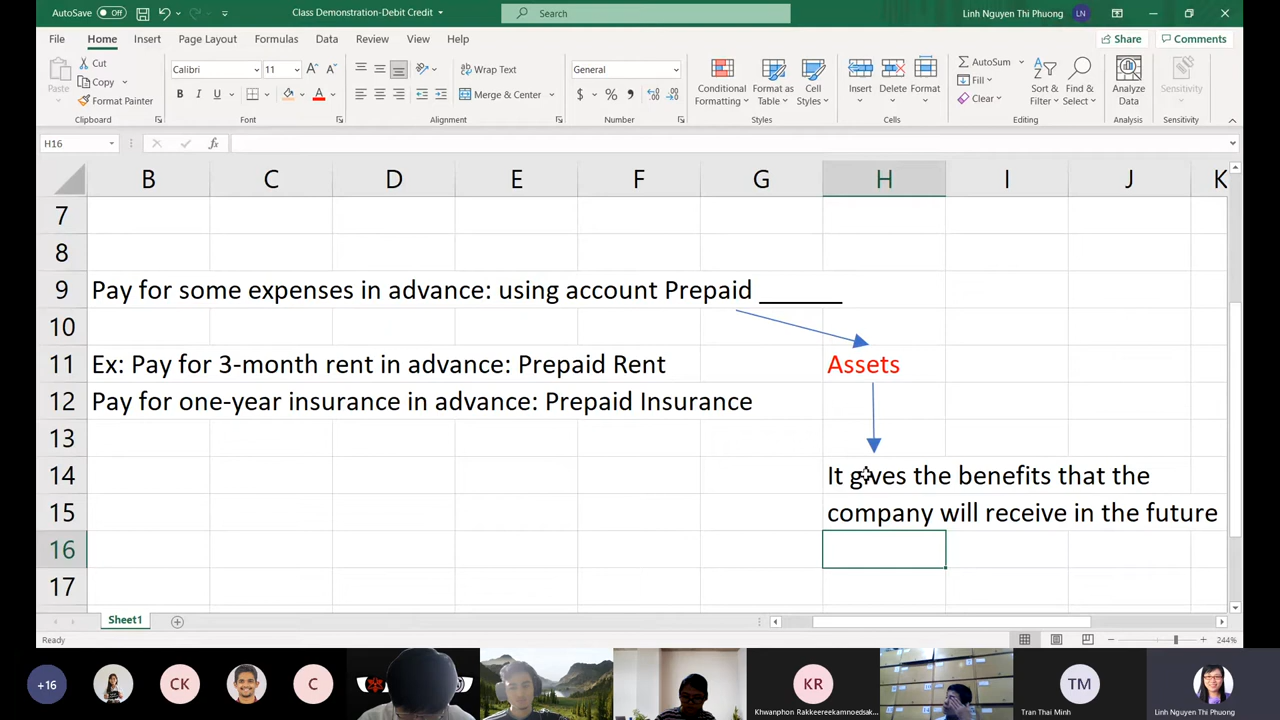 AutoSave Off
Class Demonstration-Debit Credit
Search
Linh Nguyen Thi Phuong
LN
File Home Insert Page Layout Formulas Data Review View Help
Share
Comments
Paste
Cut
Copy
Format Painter
Calibri
11
B I U
Wrap Text
Merge & Center
General
$ % ,
Conditional Formatting
Format as Table
Cell Styles
Insert
Delete
Format
AutoSum
Fill
Clear
Sort & Filter
Find & Select
Analyze Data
Sensitivity
Clipboard Font Alignment Number Styles Cells Editing Analysis Sensitivity
H16
fx
B C D E F G H I J K
7
8
9 Pay for some expenses in advance: using account Prepaid ______
10
11 Ex: Pay for 3-month rent in advance: Prepaid Rent Assets
12 Pay for one-year insurance in advance: Prepaid Insurance
13
14 It gives the benefits that the
15 company will receive in the future
16
17
Sheet1
Ready
244%
+16
CK
C
KR
Khwanphon Rakkeereekamnoedsak...
TM
Tran Thai Minh
Linh Nguyen Thi Phuong